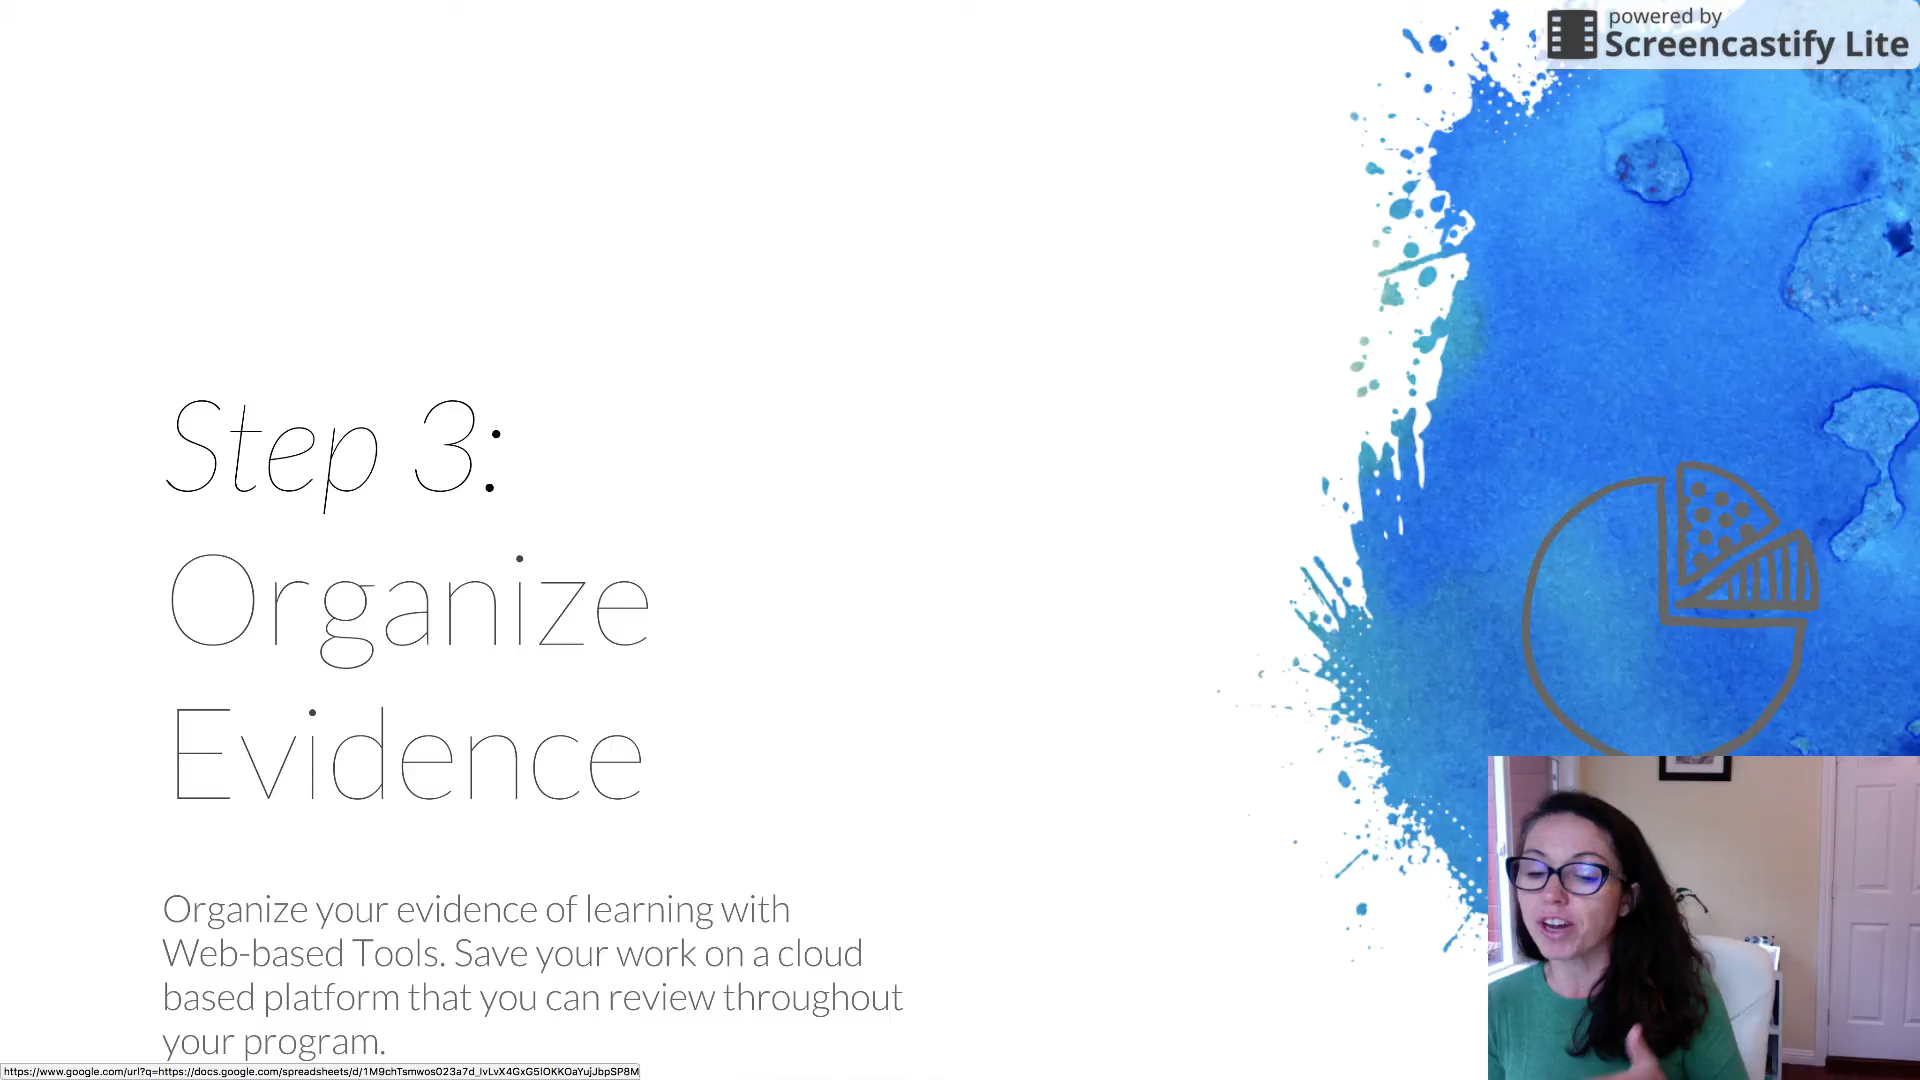 powered by
Screencastify Lite
Step 3:
Organize
Evidence
Organize your evidence of learning with
Web-based Tools. Save your work on a cloud
based platform that you can review throughout
your program.
https://www.google.com/url?q=https://docs.google.com/spreadsheets/d/1M9chTsmwos023a7d_lvLvX4GxG5lOKKOaYujJbpSP8M